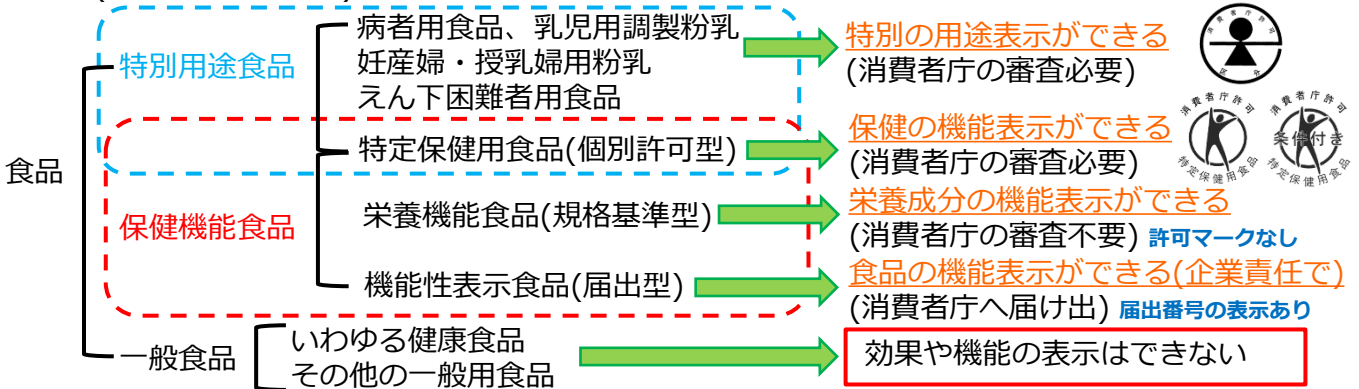 病者用食品、乳児用調製粉乳
妊産婦・授乳婦用粉乳
えん下困難者用食品
特別用途食品
特別の用途表示ができる
(消費者庁の審査必要)
消費者庁許可
区分
特定保健用食品(個別許可型)
保健の機能表示ができる
(消費者庁の審査必要)
消費者庁許可
特定保健用食品
消費者庁許可
条件付き
特定保健用食品
食品
保健機能食品
栄養機能食品(規格基準型)
栄養成分の機能表示ができる
(消費者庁の審査不要) 許可マークなし
機能性表示食品(届出型)
食品の機能表示ができる(企業責任で)
(消費者庁へ届け出) 届出番号の表示あり
一般食品
いわゆる健康食品
その他の一般用食品
効果や機能の表示はできない